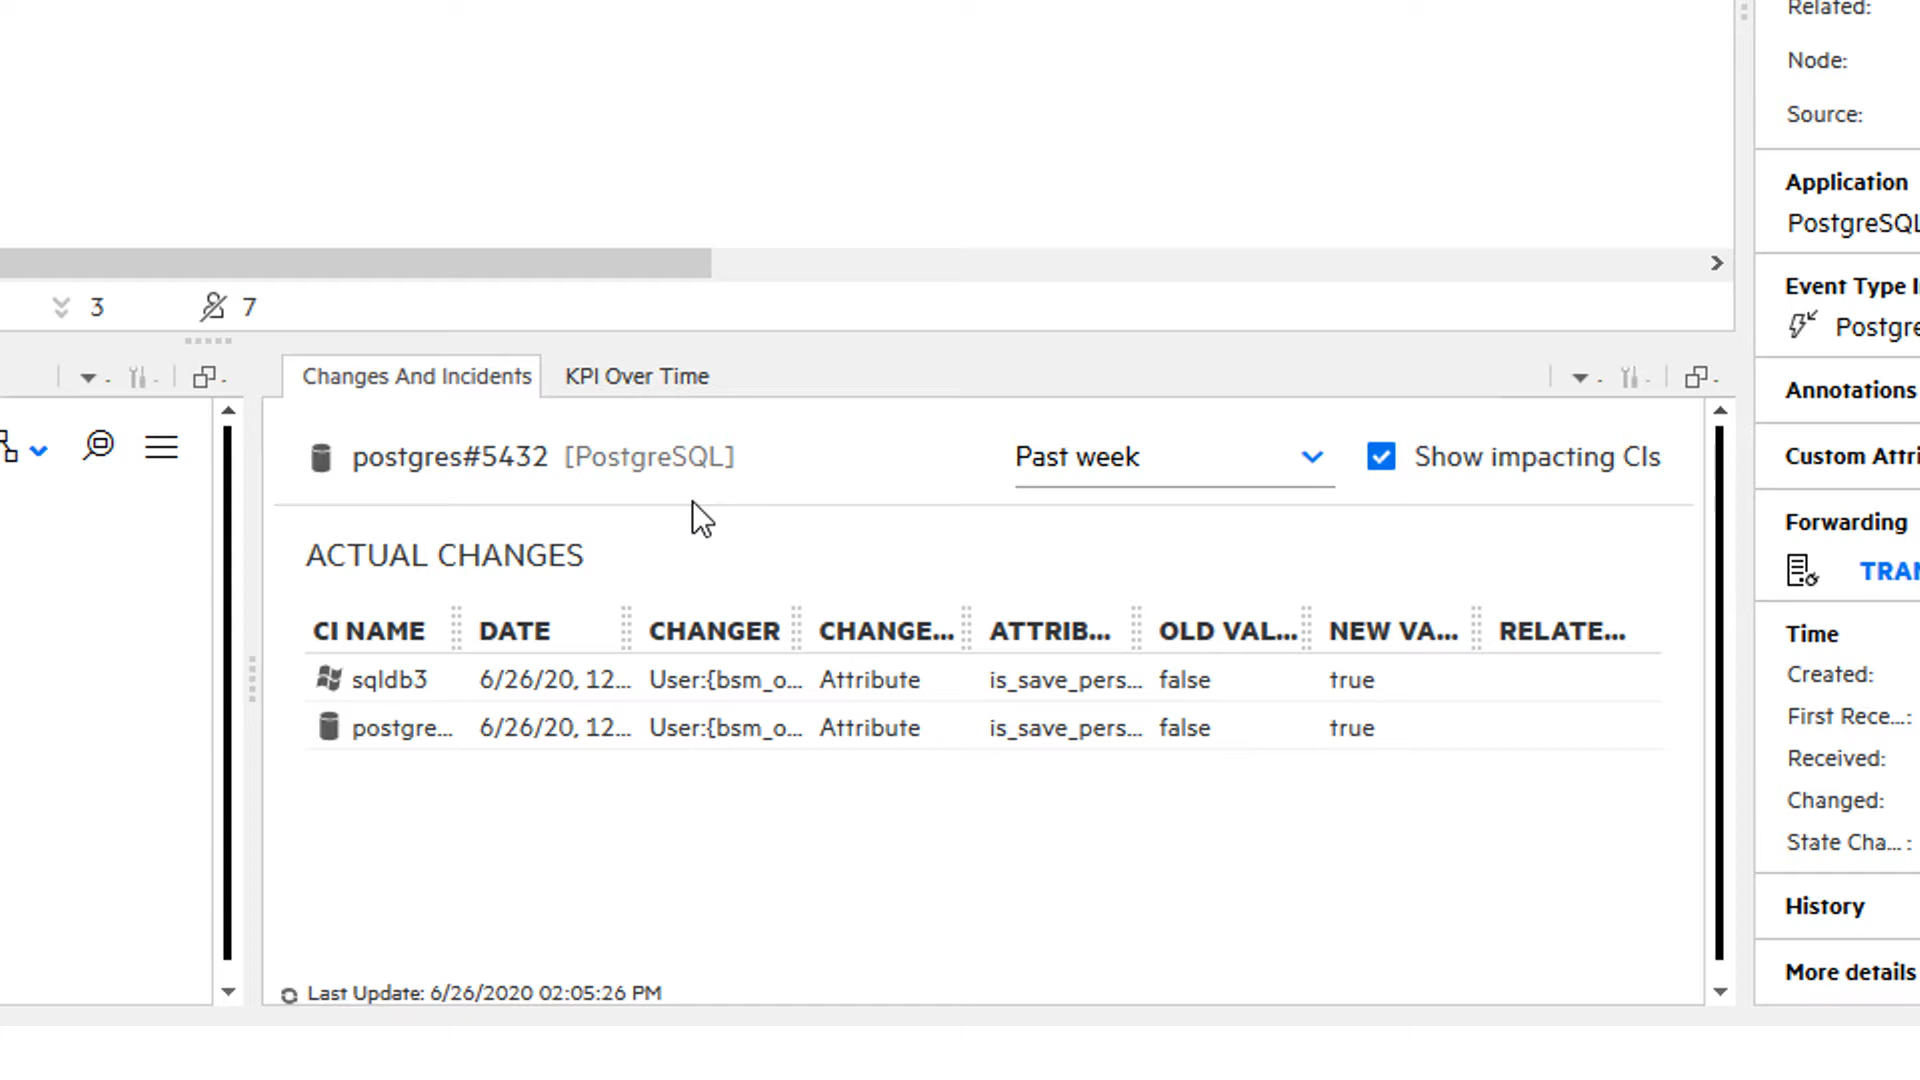 3 7
Changes And Incidents KPI Over Time
postgres#5432 [PostgreSQL] Past week Show impacting CIs
ACTUAL CHANGES
CI NAME DATE CHANGER CHANGE... ATTRIB... OLD VAL... NEW VA... RELATE...
sqldb3 6/26/20, 12... User:{bsm_o... Attribute is_save_pers... false true
postgre... 6/26/20, 12... User:{bsm_o... Attribute is_save_pers... false true
Last Update: 6/26/2020 02:05:26 PM
Related:
Node:
Source:
Application
PostgreSQL
Event Type I
Postgre
Annotations
Custom Attri
Forwarding
TRAN
Time
Created:
First Rece...:
Received:
Changed:
State Cha... :
History
More details